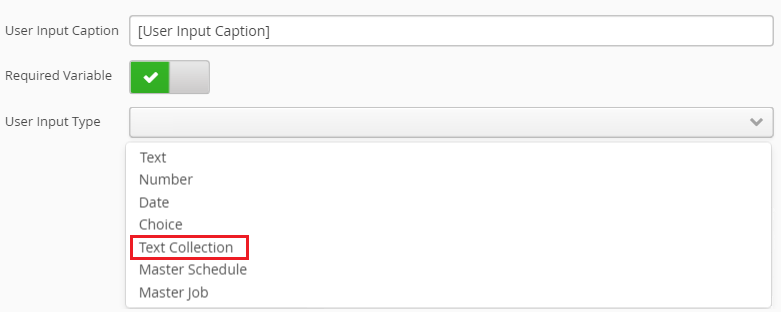 User Input Caption [User Input Caption]
Required Variable
User Input Type
Text
Number
Date
Choice
Text Collection
Master Schedule
Master Job